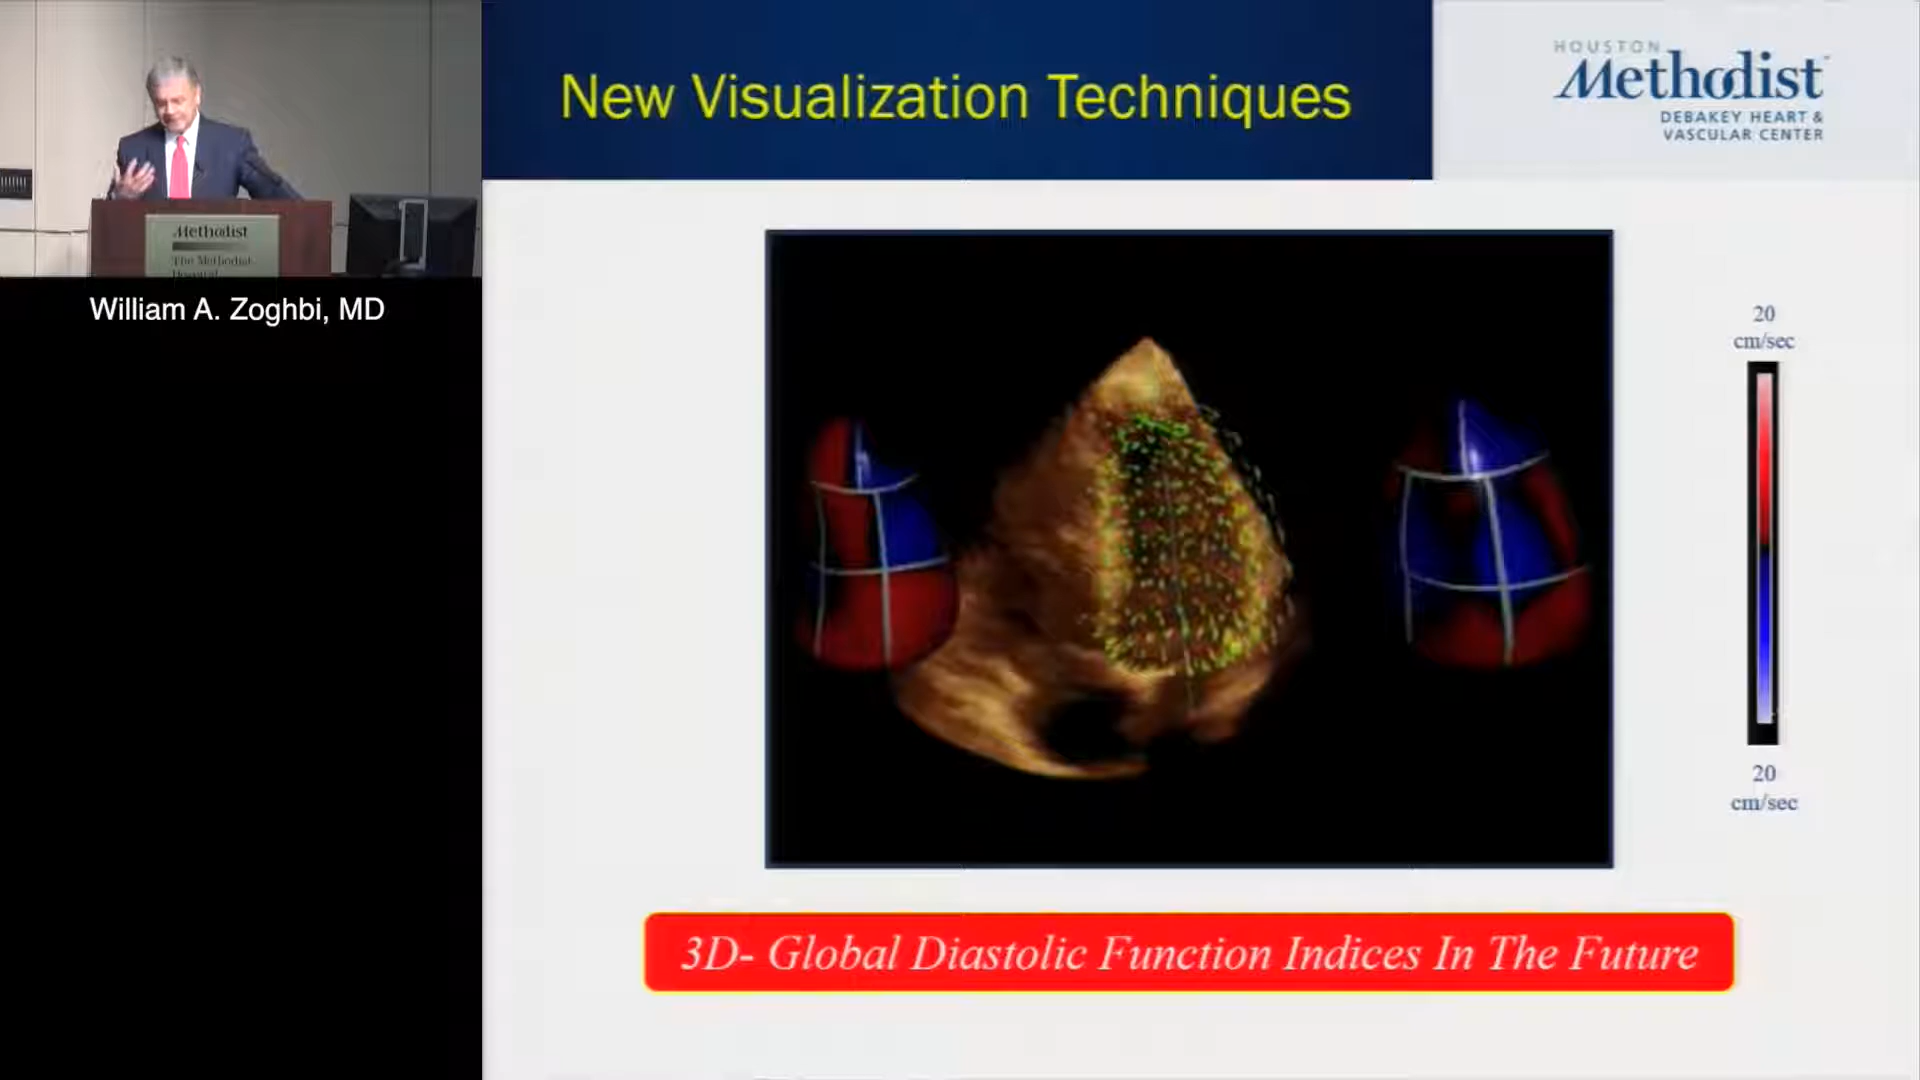 New Visualization Techniques
HOUSTON
Methodist
DEBAKEY HEART &
VASCULAR CENTER
Methodist
The Methodist
Hospital
William A. Zoghbi, MD
20
cm/sec
20
cm/sec
3D- Global Diastolic Function Indices In The Future